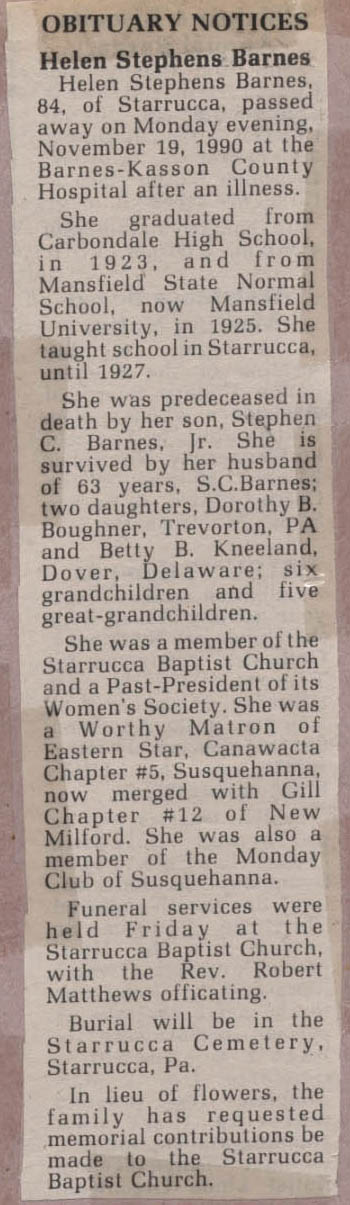 OBITUARY NOTICES
Helen Stephens Barnes
Helen Stephens Barnes,
84, of Starrucca, passed
away on Monday evening,
November 19, 1990 at the
Barnes-Kasson County
Hospital after an illness.
She graduated from
Carbondale High School,
in 1923, and from
Mansfield State Normal
School, now Mansfield
University, in 1925. She
taught school in Starrucca,
until 1927.
She was predeceased in
death by her son, Stephen
C. Barnes, Jr. She is
survived by her husband
of 63 years, S.C.Barnes;
two daughters, Dorothy B.
Boughner, Trevorton, PA
and Betty B. Kneeland,
Dover, Delaware; six
grandchildren and five
great-grandchildren.
She was a member of the
Starrucca Baptist Church
and a Past-President of its
Women's Society. She was
a Worthy Matron of
Eastern Star, Canawacta
Chapter #5, Susquehanna,
now merged with Gill
Chapter #12 of New
Milford. She was also a
member of the Monday
Club of Susquehanna.
Funeral services were
held Friday at the
Starrucca Baptist Church,
with the Rev. Robert
Matthews officating.
Burial will be in the
Starrucca Cemetery,
Starrucca, Pa.
In lieu of flowers, the
family has requested
memorial contributions be
made to the Starrucca
Baptist Church.